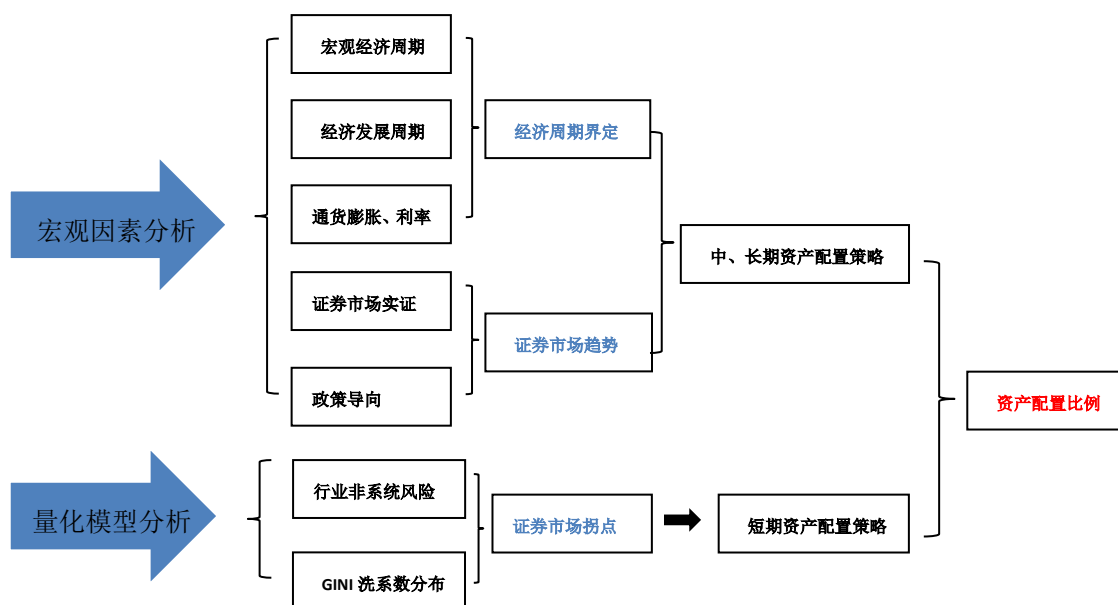 宏观因素分析
宏观经济周期
经济发展周期
通货膨胀、利率
证券市场实证
政策导向
经济周期界定
证券市场趋势
中、长期资产配置策略
量化模型分析
行业非系统风险
GINI 洗系数分布
证券市场拐点
短期资产配置策略
资产配置比例